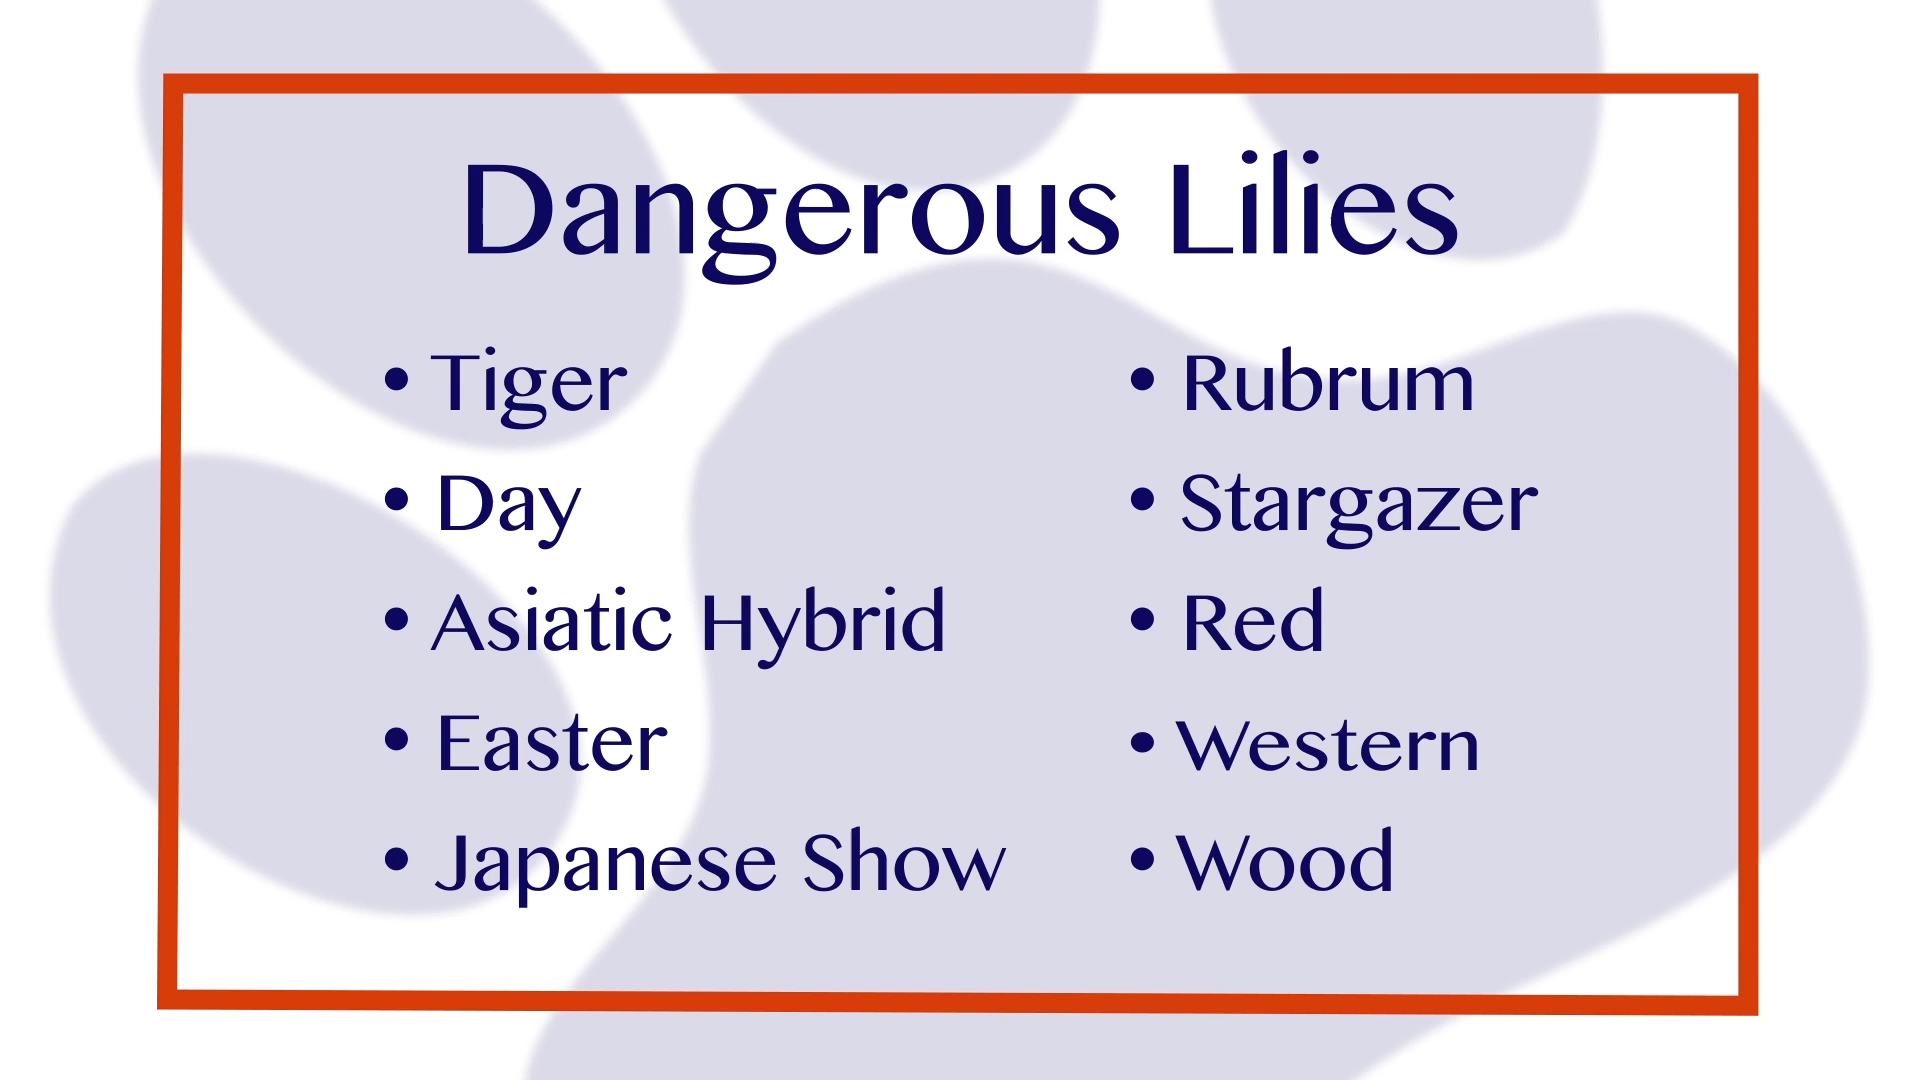 Dangerous Lilies
• Tiger
• Day
• Asiatic Hybrid
• Easter
• Japanese Show
• Rubrum
• Stargazer
• Red
• Western
• Wood